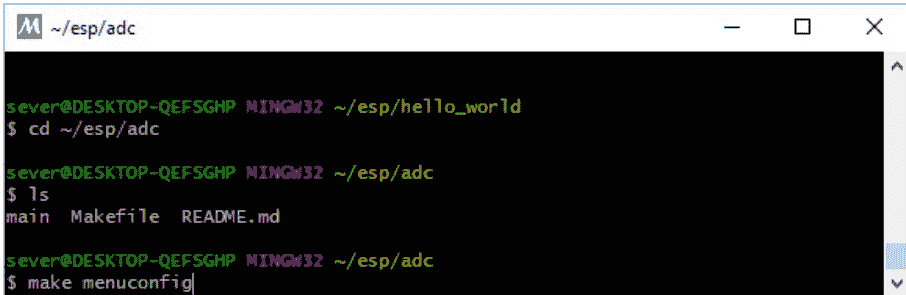 ~/esp/adc
sever@DESKTOP-QEFSGHP MINGW32 ~/esp/hello_world
$ cd ~/esp/adc
sever@DESKTOP-QEFSGHP MINGW32 ~/esp/adc
$ ls
main  Makefile  README.md
sever@DESKTOP-QEFSGHP MINGW32 ~/esp/adc
$ make menuconfig